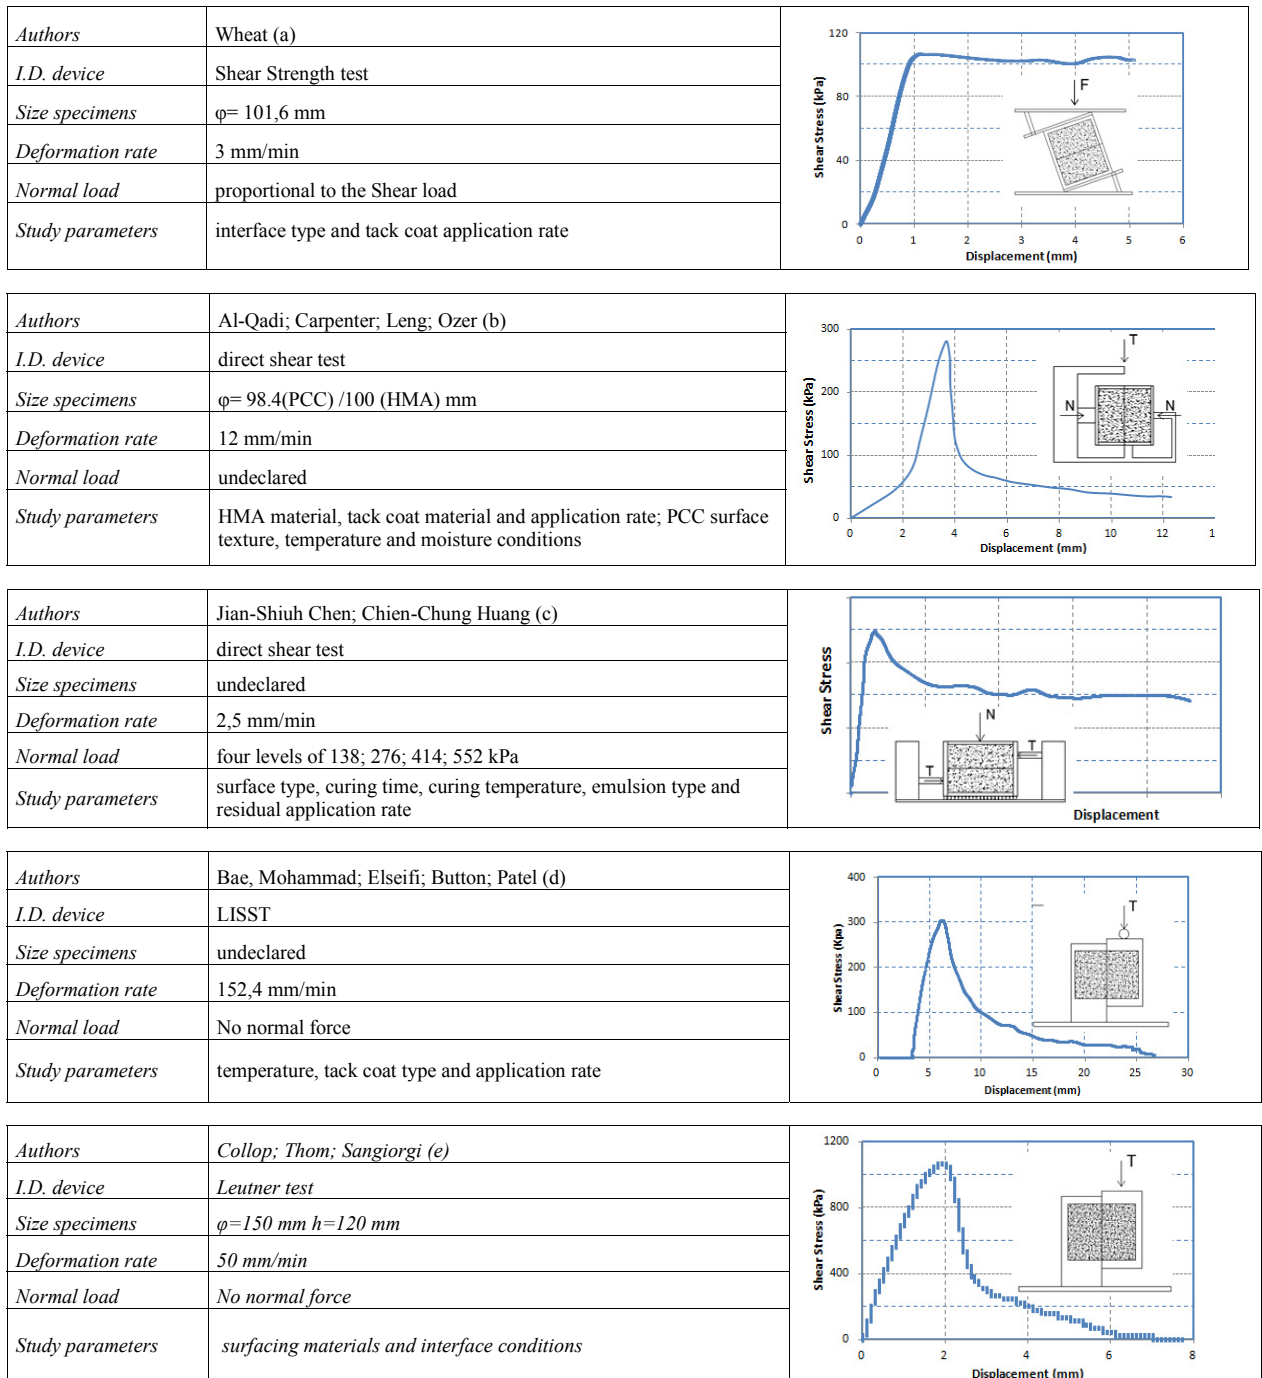 Authors Wheat (a)
I.D. device Shear Strength test
Size specimens φ= 101,6 mm
Deformation rate 3 mm/min
Normal load proportional to the Shear load
Study parameters interface type and tack coat application rate
120
80
40
0
Shear Stress (kPa)
F
0 1 2 3 4 5 6
Displacement (mm)
Authors Al-Qadi; Carpenter; Leng; Ozer (b)
I.D. device direct shear test
Size specimens φ= 98.4(PCC) /100 (HMA) mm
Deformation rate 12 mm/min
Normal load undeclared
Study parameters HMA material, tack coat material and application rate; PCC surface
texture, temperature and moisture conditions
300
200
100
0
Shear Stress (kPa)
T
N N
0 2 4 6 8 10 12 1
Displacement (mm)
Authors Jian-Shiuh Chen; Chien-Chung Huang (c)
I.D. device direct shear test
Size specimens undeclared
Deformation rate 2,5 mm/min
Normal load four levels of 138; 276; 414; 552 kPa
Study parameters surface type, curing time, curing temperature, emulsion type and
residual application rate
Shear Stress
N
T T
Displacement
Authors Bae, Mohammad; Elseifi; Button; Patel (d)
I.D. device LISST
Size specimens undeclared
Deformation rate 152,4 mm/min
Normal load No normal force
Study parameters temperature, tack coat type and application rate
400
300
200
100
0
Shear Stress (Kpa)
T
0 5 10 15 20 25 30
Displacement (mm)
Authors Collop; Thom; Sangiorgi (e)
I.D. device Leutner test
Size specimens φ=150 mm h=120 mm
Deformation rate 50 mm/min
Normal load No normal force
Study parameters surfacing materials and interface conditions
1200
800
400
0
Shear Stress (kPa)
T
0 2 4 6 8
Displacement (mm)